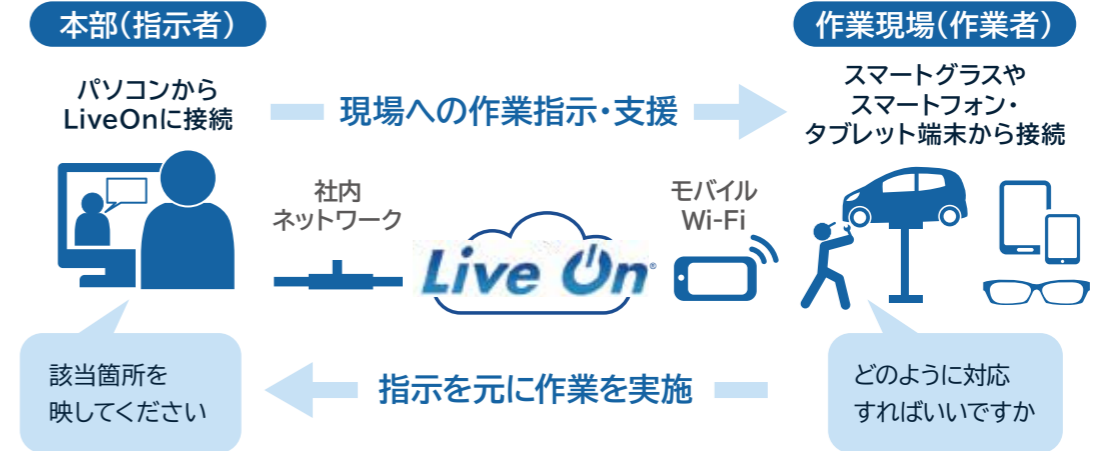 本部(指示者)
作業現場(作業者)
パソコンから
LiveOnに接続
現場への作業指示・支援
スマートグラスや
スマートフォン・
タブレット端末から接続
社内
ネットワーク
Live On®
モバイル
Wi-Fi
該当箇所を
映してください
指示を元に作業を実施
どのように対応
すればいいですか